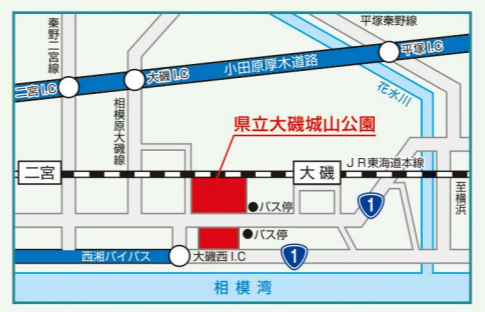 秦野二宮線
平塚秦野線
平塚 I.C
小田原厚木道路
大磯 I.C
二宮 I.C
花水川
相模原大磯線
県立大磯城山公園
二宮
大磯
JR東海道本線
至横浜
バス停
1
バス停
西湘バイパス
大磯西 I.C
1
相模湾